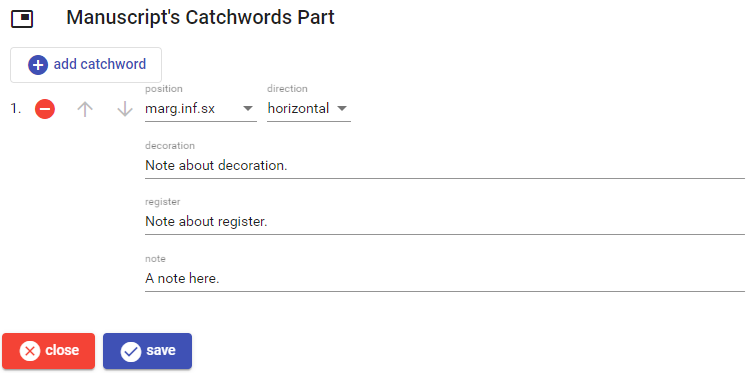 Manuscript's Catchwords Part
add catchword
position direction
1. marg.inf.sx horizontal
decoration
Note about decoration.
register
Note about register.
note
A note here.
close save